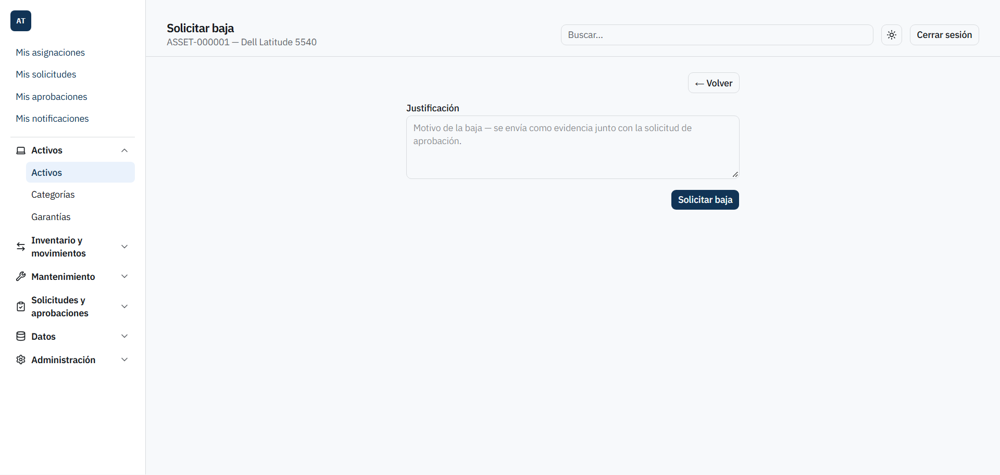 AT
Mis asignaciones
Mis solicitudes
Mis aprobaciones
Mis notificaciones
Activos
Activos
Categorías
Garantías
Inventario y
movimientos
Mantenimiento
Solicitudes y
aprobaciones
Datos
Administración
Solicitar baja
ASSET-000001 — Dell Latitude 5540
Buscar...
Cerrar sesión
← Volver
Justificación
Motivo de la baja — se envía como evidencia junto con la solicitud de
aprobación.
Solicitar baja